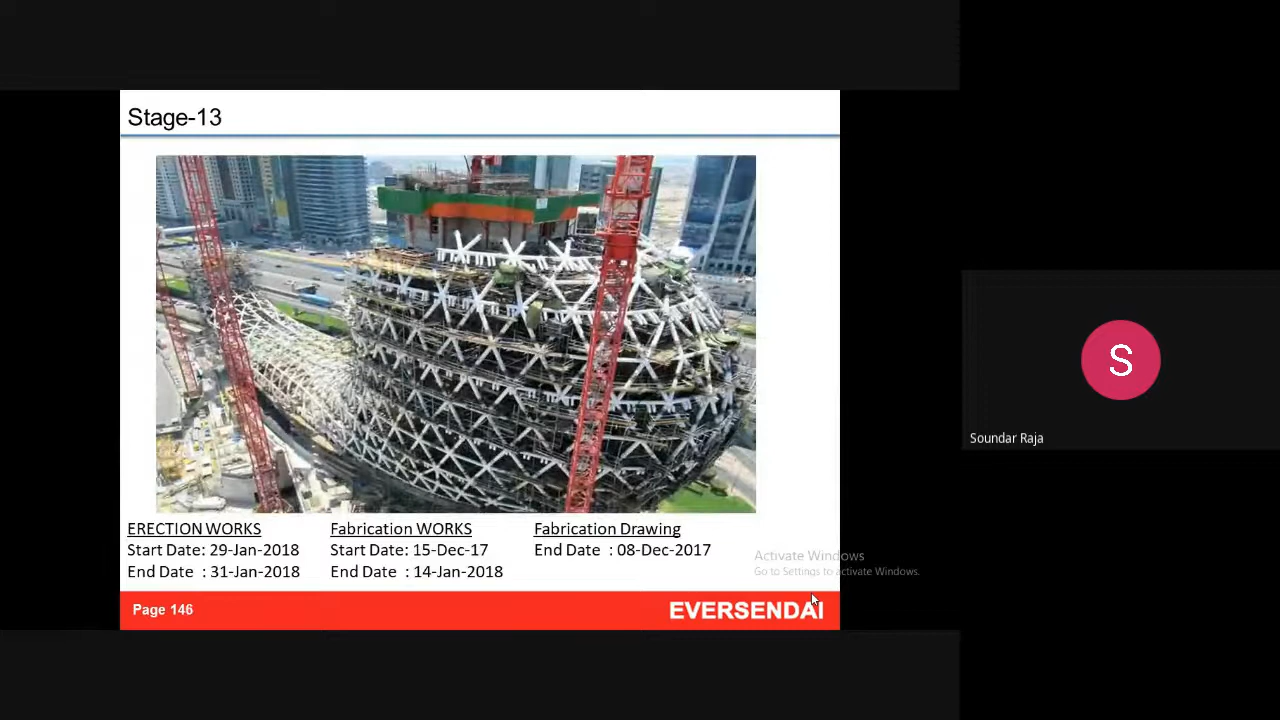 Stage-13
ERECTION WORKS
Start Date: 29-Jan-2018
End Date : 31-Jan-2018
Fabrication WORKS
Start Date: 15-Dec-17
End Date : 14-Jan-2018
Fabrication Drawing
End Date : 08-Dec-2017
Activate Windows
Go to Settings to activate Windows.
Page 146
EVERSENDAI
S
Soundar Raja